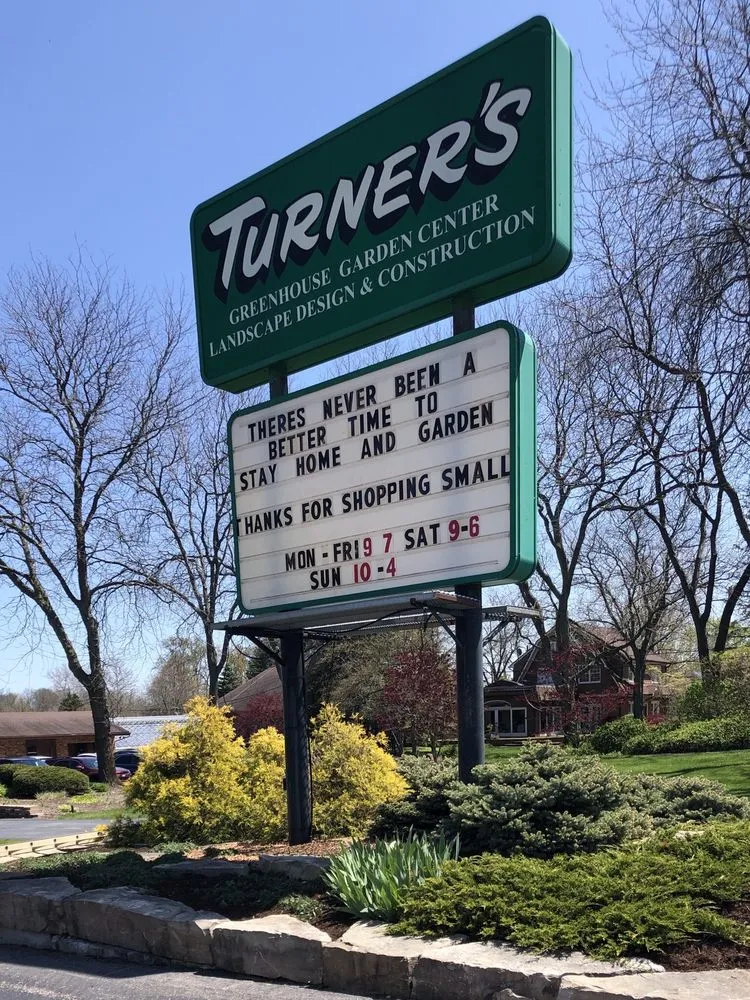 TURNER'S
GREENHOUSE GARDEN CENTER
LANDSCAPE DESIGN & CONSTRUCTION
THERES NEVER BEEN A
BETTER TIME TO
STAY HOME AND GARDEN
THANKS FOR SHOPPING SMALL
MON - FRI 9 7 SAT 9-6
SUN 10 -4